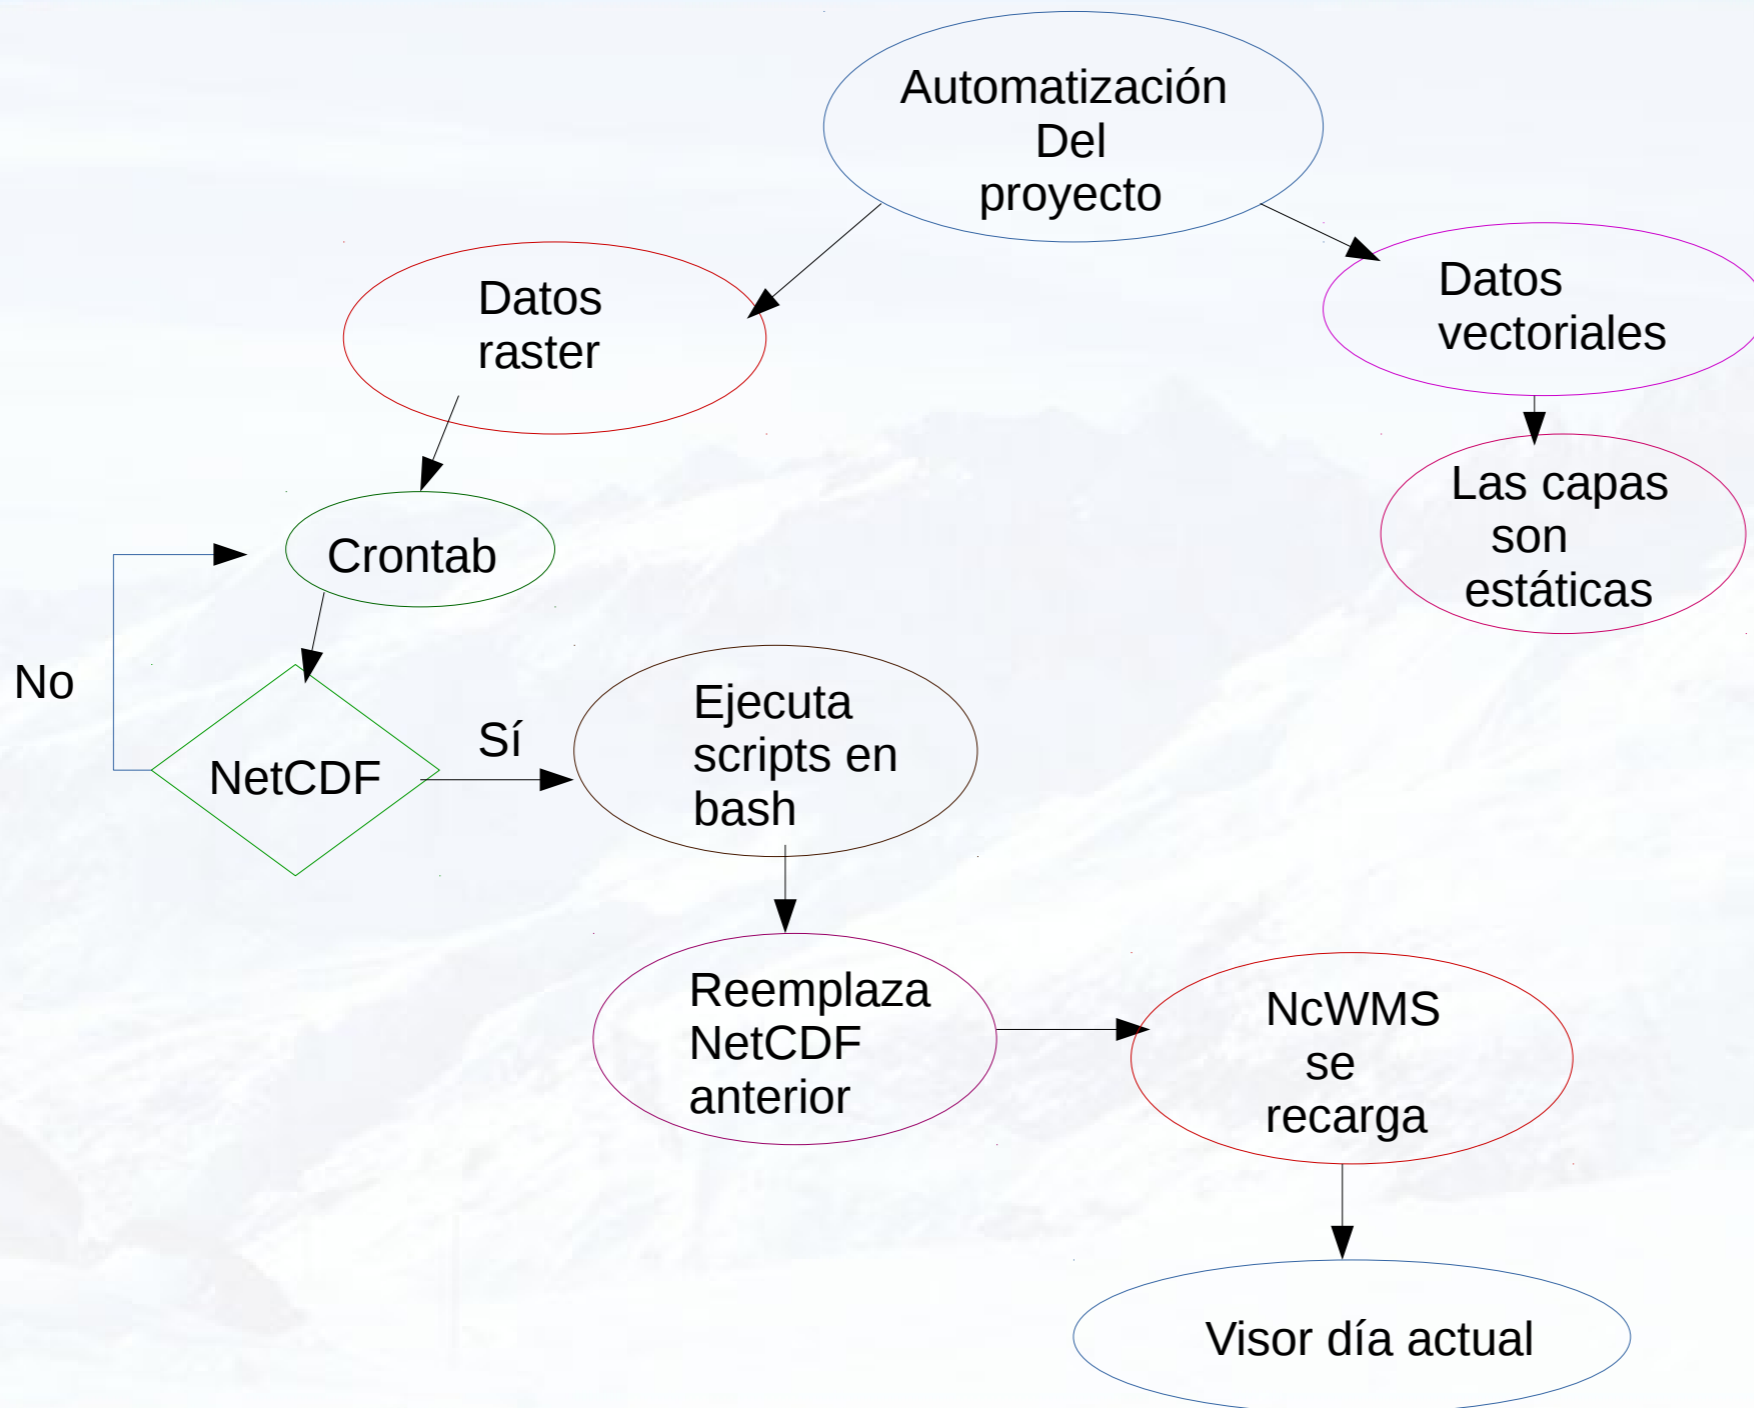 Automatización
Del
proyecto
Datos
raster
Datos
vectoriales
Las capas
son
estáticas
Crontab
No
NetCDF
Sí
Ejecuta
scripts en
bash
Reemplaza
NetCDF
anterior
NcWMS
se
recarga
Visor día actual